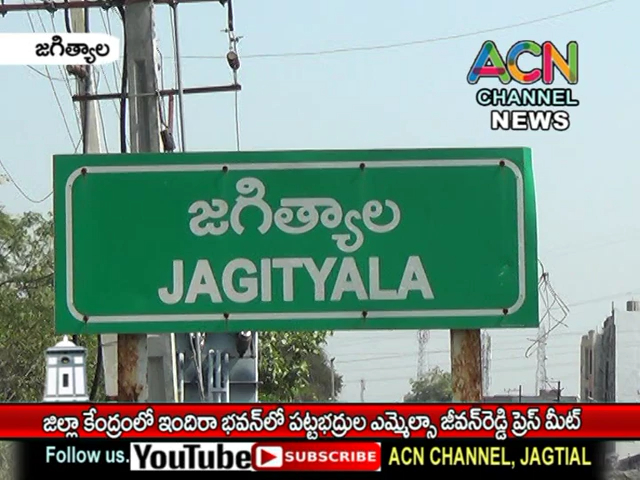 జగిత్యాల
ACN
CHANNEL
NEWS
జగిత్యాల
JAGITYALA
జిల్లా కేంద్రంలో ఇందిరా భవన్‌లో పట్టభద్రుల ఎమ్మెల్సీ జీవన్‌రెడ్డి ప్రెస్ మీట్
Follow us. YouTube SUBSCRIBE ACN CHANNEL, JAGTIAL